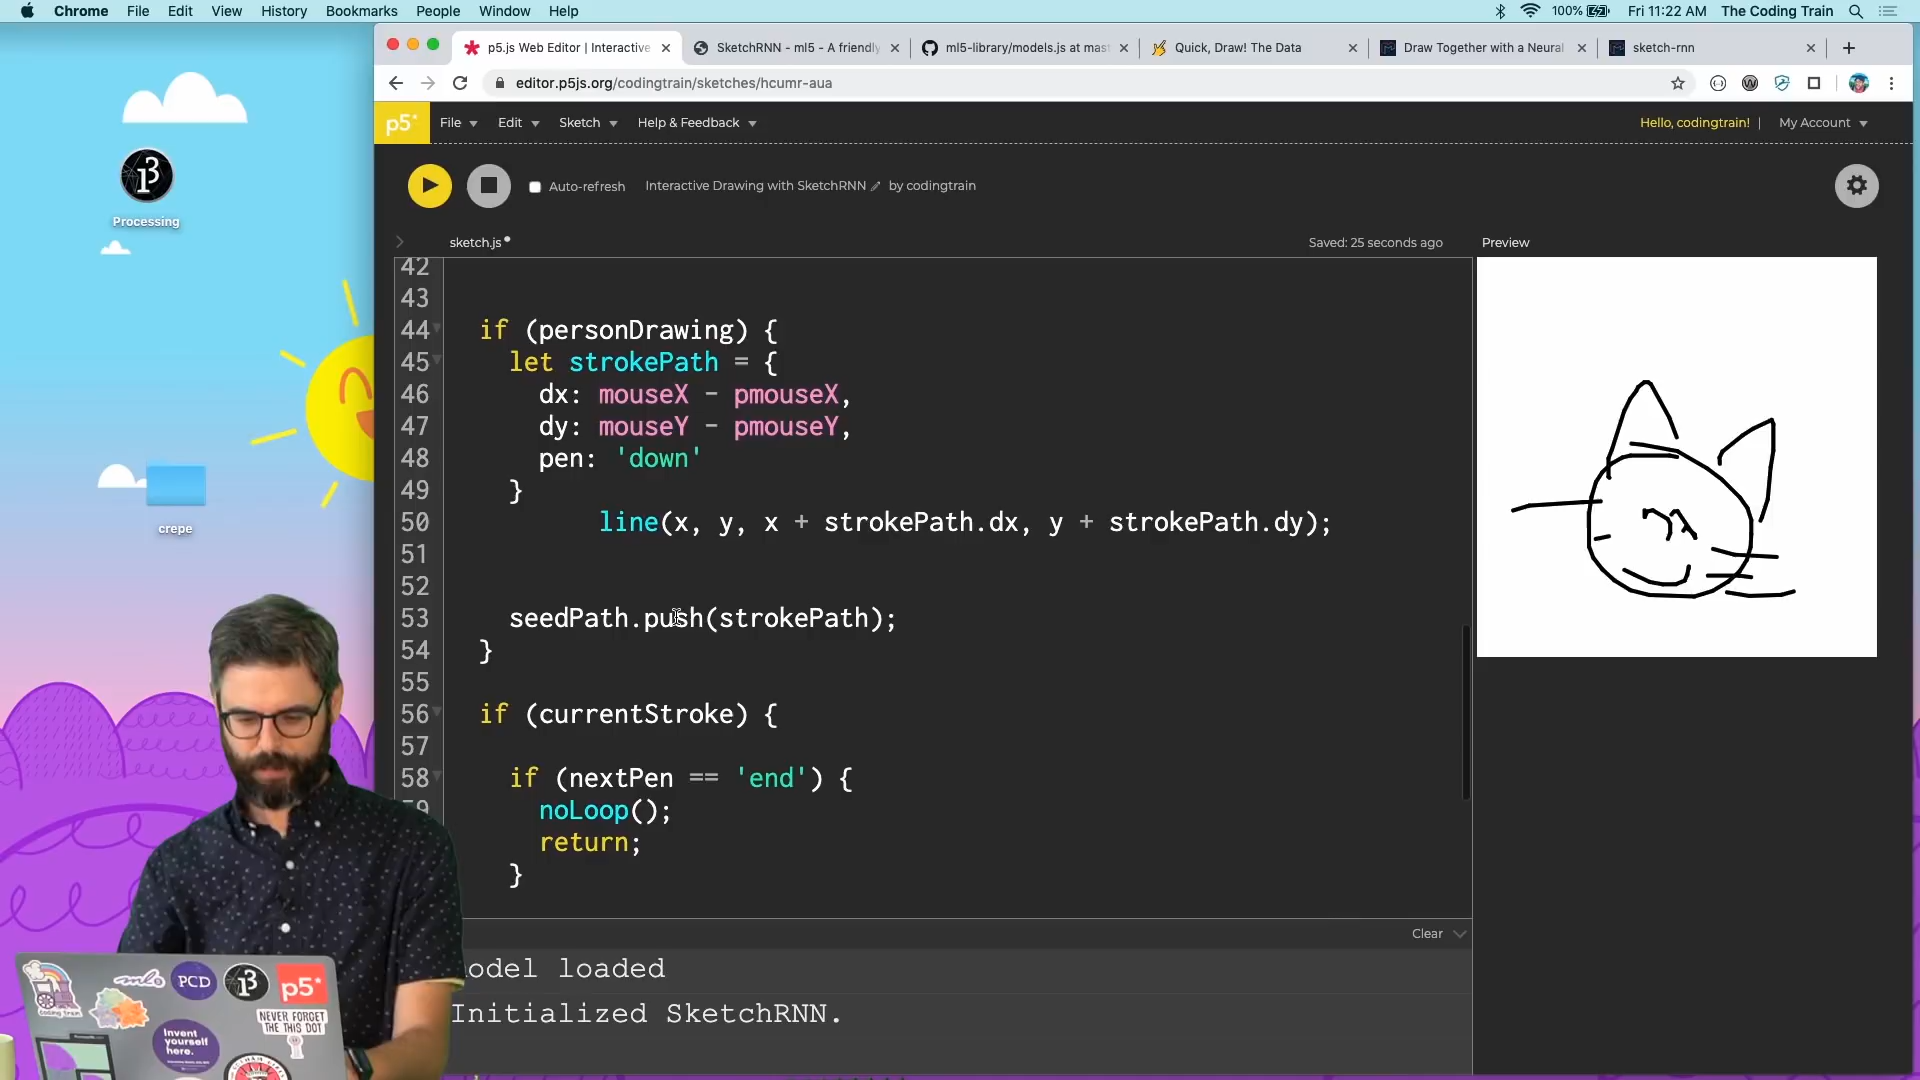 Chrome File Edit View History Bookmarks People Window Help 100% Fri 11:22 AM The Coding Train
p5.js Web Editor | Interactive SketchRNN - ml5 - A friendly ml5-library/models.js at mast Quick, Draw! The Data Draw Together with a Neural sketch-rnn
editor.p5js.org/codingtrain/sketches/hcumr-aua
p5* File Edit Sketch Help & Feedback Hello, codingtrain! | My Account
Auto-refresh Interactive Drawing with SketchRNN by codingtrain
Processing
sketch.js Saved: 25 seconds ago Preview
42
43
44 if (personDrawing) {
45 let strokePath = {
46 dx: mouseX - pmouseX,
47 dy: mouseY - pmouseY,
48 pen: 'down'
49 }
50 line(x, y, x + strokePath.dx, y + strokePath.dy);
51
52
53 seedPath.push(strokePath);
54 }
55
56 if (currentStroke) {
57
58 if (nextPen == 'end') {
59 noLoop();
return;
}
crepe
Clear
odel loaded
Initialized SketchRNN.
coding train
ml5
PCD
p5*
NEVER FORGET
THE THIS DOT
Invent
yourself
here.